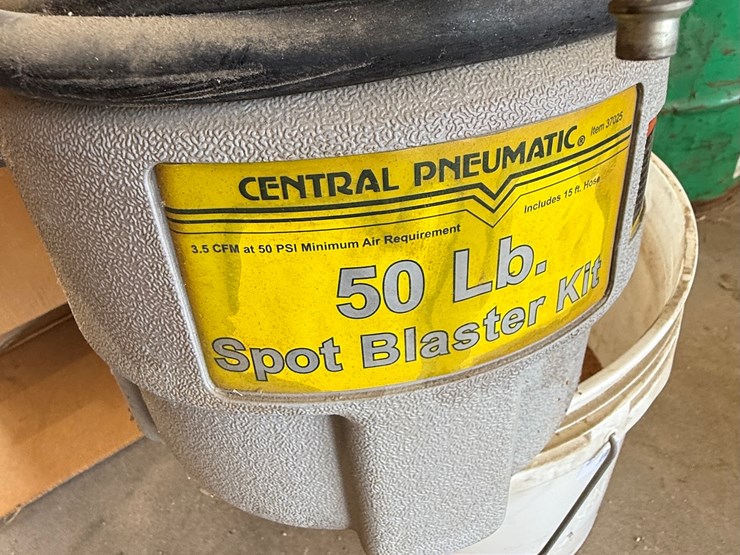 CENTRAL PNEUMATIC®
Item 37025
3.5 CFM at 50 PSI Minimum Air Requirement
Includes 15 ft. Hose
50 Lb.
Spot Blaster Kit